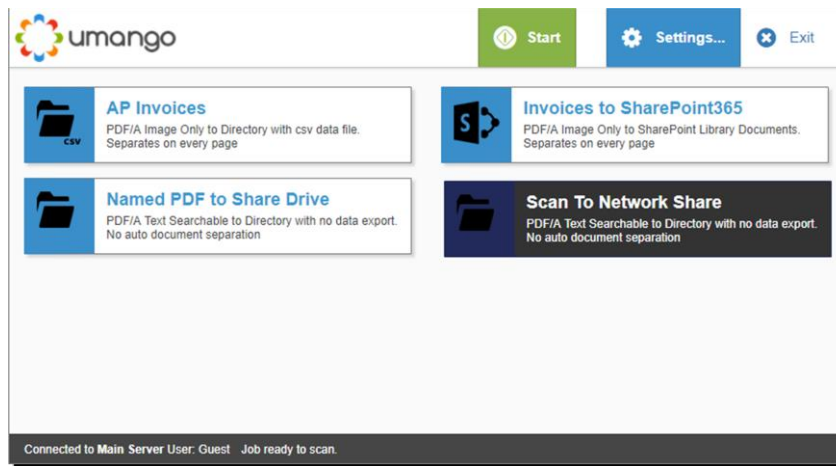 umango
Start
Settings...
Exit
AP Invoices
PDF/A Image Only to Directory with csv data file.
Separates on every page
CSV
Invoices to SharePoint365
PDF/A Image Only to SharePoint Library Documents.
Separates on every page
S
Named PDF to Share Drive
PDF/A Text Searchable to Directory with no data export.
No auto document separation
Scan To Network Share
PDF/A Text Searchable to Directory with no data export.
No auto document separation
Connected to Main Server User: Guest Job ready to scan.